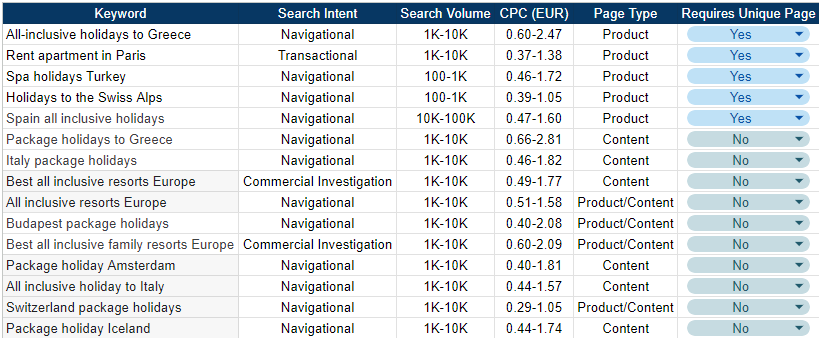 Keyword Search Intent Search Volume CPC (EUR) Page Type Requires Unique Page
All-inclusive holidays to Greece Navigational 1K-10K 0.60-2.47 Product Yes
Rent apartment in Paris Transactional 1K-10K 0.37-1.38 Product Yes
Spa holidays Turkey Navigational 100-1K 0.46-1.72 Product Yes
Holidays to the Swiss Alps Navigational 100-1K 0.39-1.05 Product Yes
Spain all inclusive holidays Navigational 10K-100K 0.47-1.60 Product Yes
Package holidays to Greece Navigational 1K-10K 0.66-2.81 Content No
Italy package holidays Navigational 1K-10K 0.46-1.82 Content No
Best all inclusive resorts Europe Commercial Investigation 1K-10K 0.49-1.77 Content No
All inclusive resorts Europe Navigational 1K-10K 0.51-1.58 Product/Content No
Budapest package holidays Navigational 1K-10K 0.40-2.08 Product/Content No
Best all inclusive family resorts Europe Commercial Investigation 1K-10K 0.60-2.09 Product/Content No
Package holiday Amsterdam Navigational 1K-10K 0.40-1.81 Content No
All inclusive holiday to Italy Navigational 1K-10K 0.44-1.57 Content No
Switzerland package holidays Navigational 1K-10K 0.29-1.05 Product/Content No
Package holiday Iceland Navigational 1K-10K 0.44-1.74 Content No